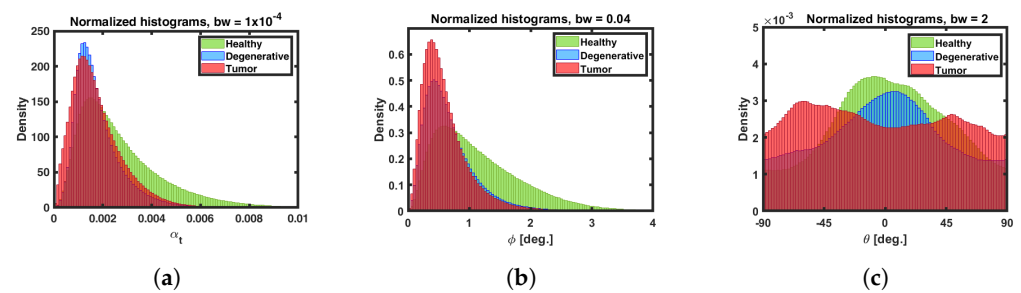 Normalized histograms, bw = 1x10⁻⁴
250
200
150
100
50
0
Density
Healthy
Degenerative
Tumor
0 0.002 0.004 0.006 0.008 0.01
αₜ
(a)
Normalized histograms, bw = 0.04
0.6
0.5
0.4
0.3
0.2
0.1
0
Density
Healthy
Degenerative
Tumor
0 1 2 3 4
ϕ [deg.]
(b)
×10⁻³
Normalized histograms, bw = 2
5
4
3
2
1
0
Density
Healthy
Degenerative
Tumor
-90 -45 0 45 90
θ [deg.]
(c)